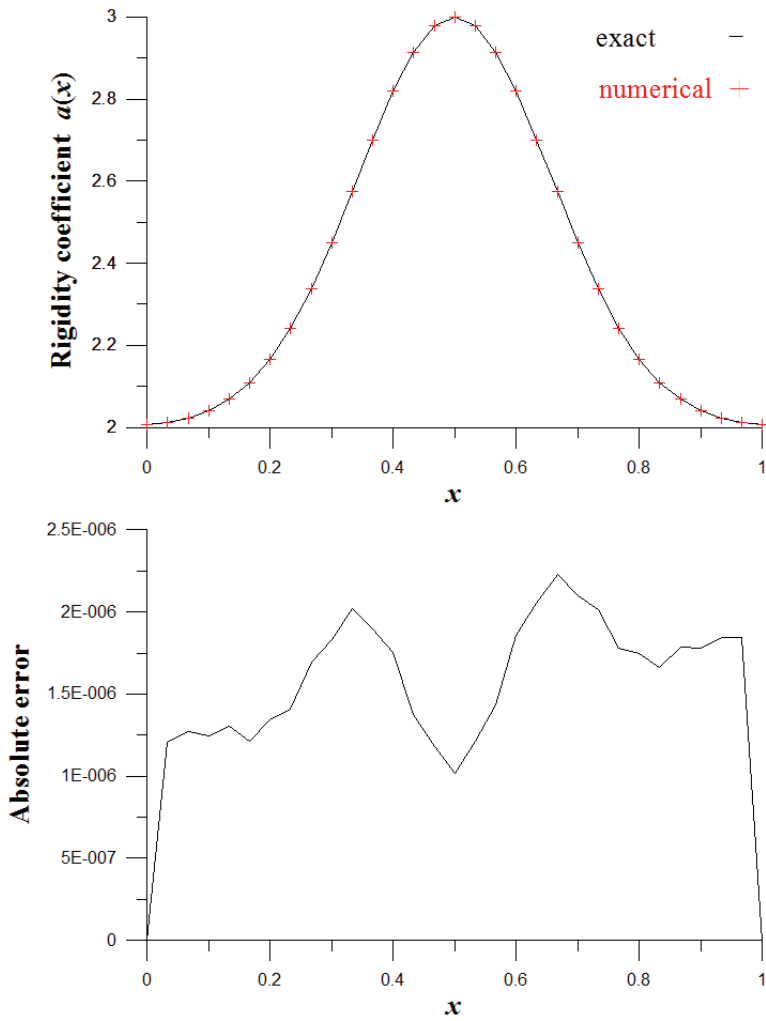 3
2.8
2.6
2.4
2.2
2
Rigidity coefficient a(x)
exact
numerical
0 0.2 0.4 0.6 0.8 1
x
2.5E-006
2E-006
1.5E-006
1E-006
5E-007
0
Absolute error
0 0.2 0.4 0.6 0.8 1
x